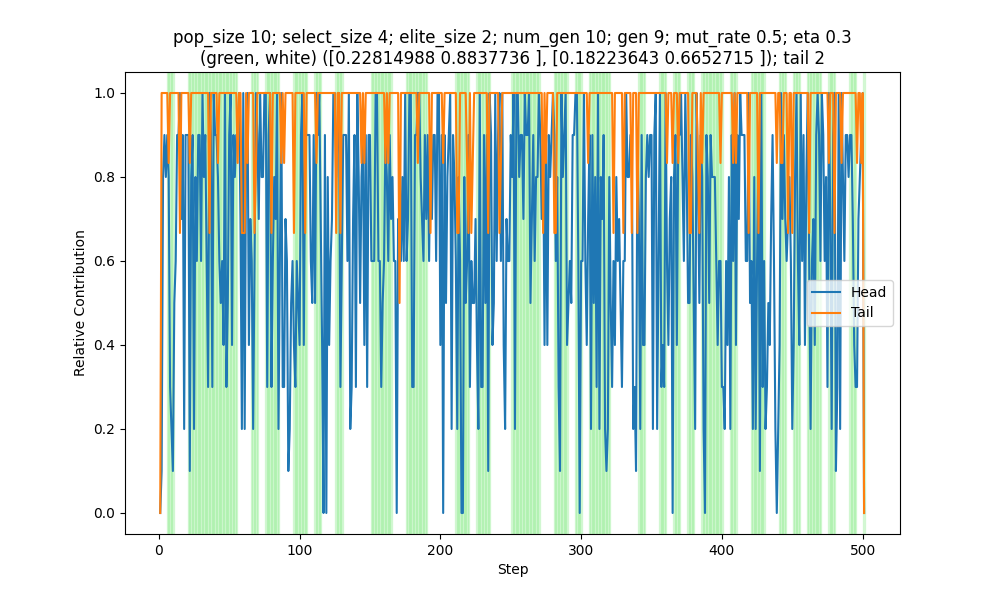 pop_size 10; select_size 4; elite_size 2; num_gen 10; gen 9; mut_rate 0.5; eta 0.3
(green, white) ([0.22814988 0.8837736 ], [0.18223643 0.6652715 ]); tail 2
1.0
0.8
0.6
0.4
0.2
0.0
Relative Contribution
Head
Tail
0
100
200
300
400
500
Step